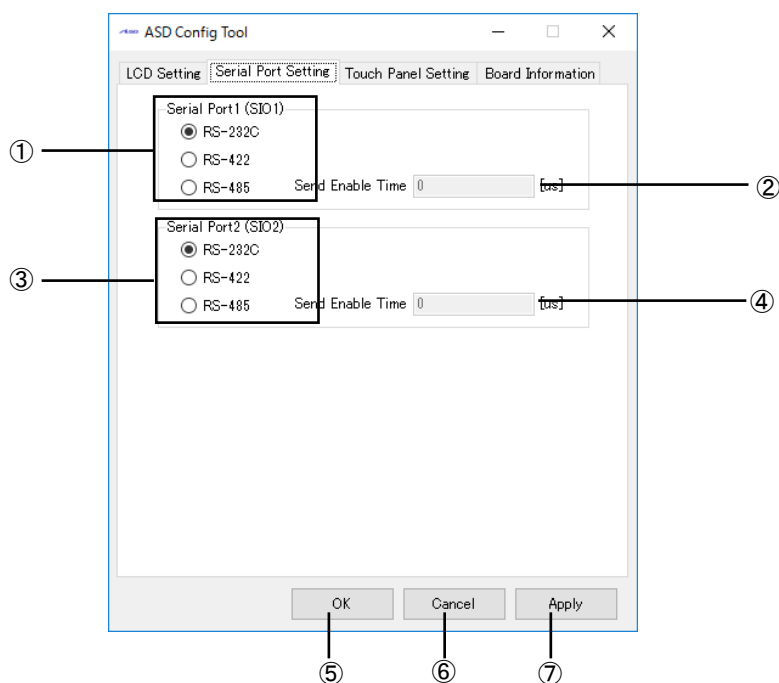 ASD Config Tool
LCD Setting Serial Port Setting Touch Panel Setting Board Information
Serial Port1 (SIO1)
RS-232C
①
RS-422
RS-485 Send Enable Time 0 [us]
②
Serial Port2 (SIO2)
RS-232C
③
RS-422
RS-485 Send Enable Time 0 [us]
④
OK Cancel Apply
⑤ ⑥ ⑦